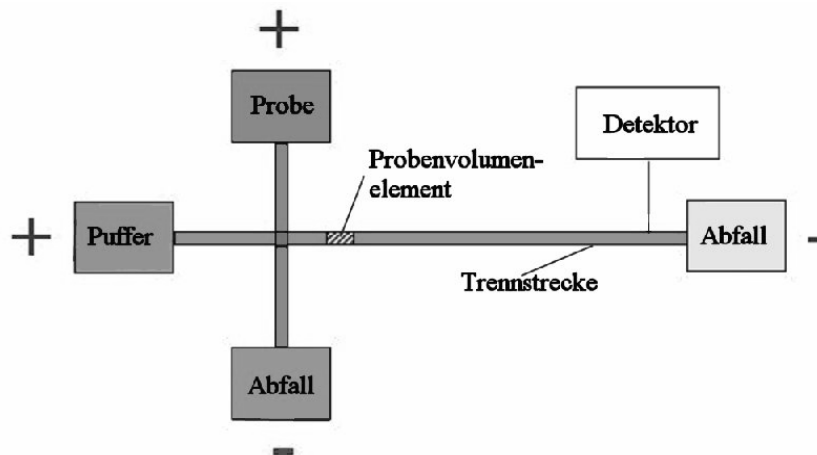 +
Probe
Detektor
Probenvolumen-
element
+
Puffer
Abfall
-
Trennstrecke
Abfall
-